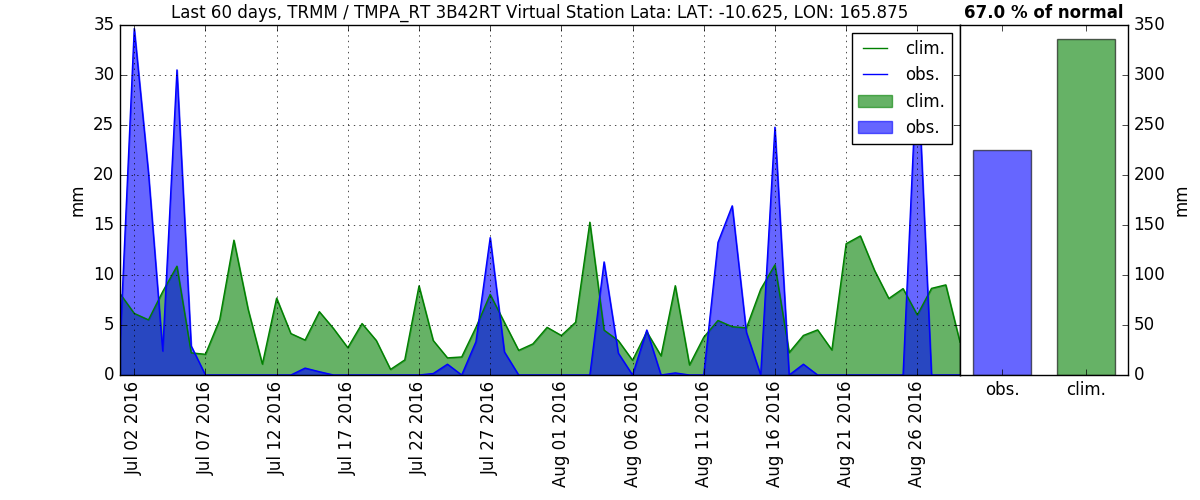 Last 60 days, TRMM / TMPA_RT 3B42RT Virtual Station Lata: LAT: -10.625, LON: 165.875
67.0 % of normal
35
30
25
20
15
10
5
0
mm
clim.
obs.
clim.
obs.
Jul 02 2016
Jul 07 2016
Jul 12 2016
Jul 17 2016
Jul 22 2016
Jul 27 2016
Aug 01 2016
Aug 06 2016
Aug 11 2016
Aug 16 2016
Aug 21 2016
Aug 26 2016
350
300
250
200
150
100
50
0
mm
obs.
clim.